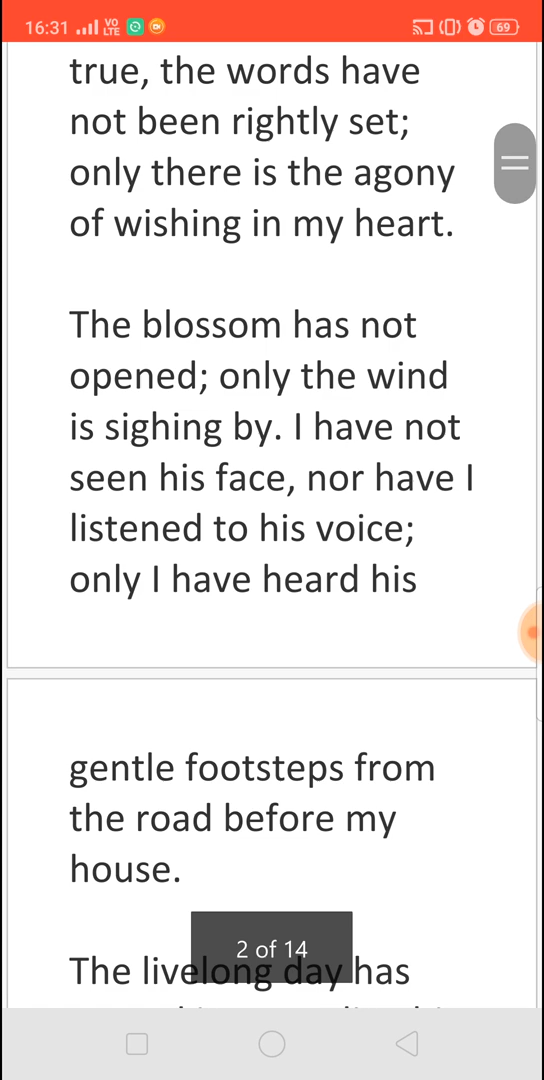 16:31 VO LTE 69
true, the words have
not been rightly set;
only there is the agony
of wishing in my heart.
The blossom has not
opened; only the wind
is sighing by. I have not
seen his face, nor have I
listened to his voice;
only I have heard his
gentle footsteps from
the road before my
house.
2 of 14
The livelong day has